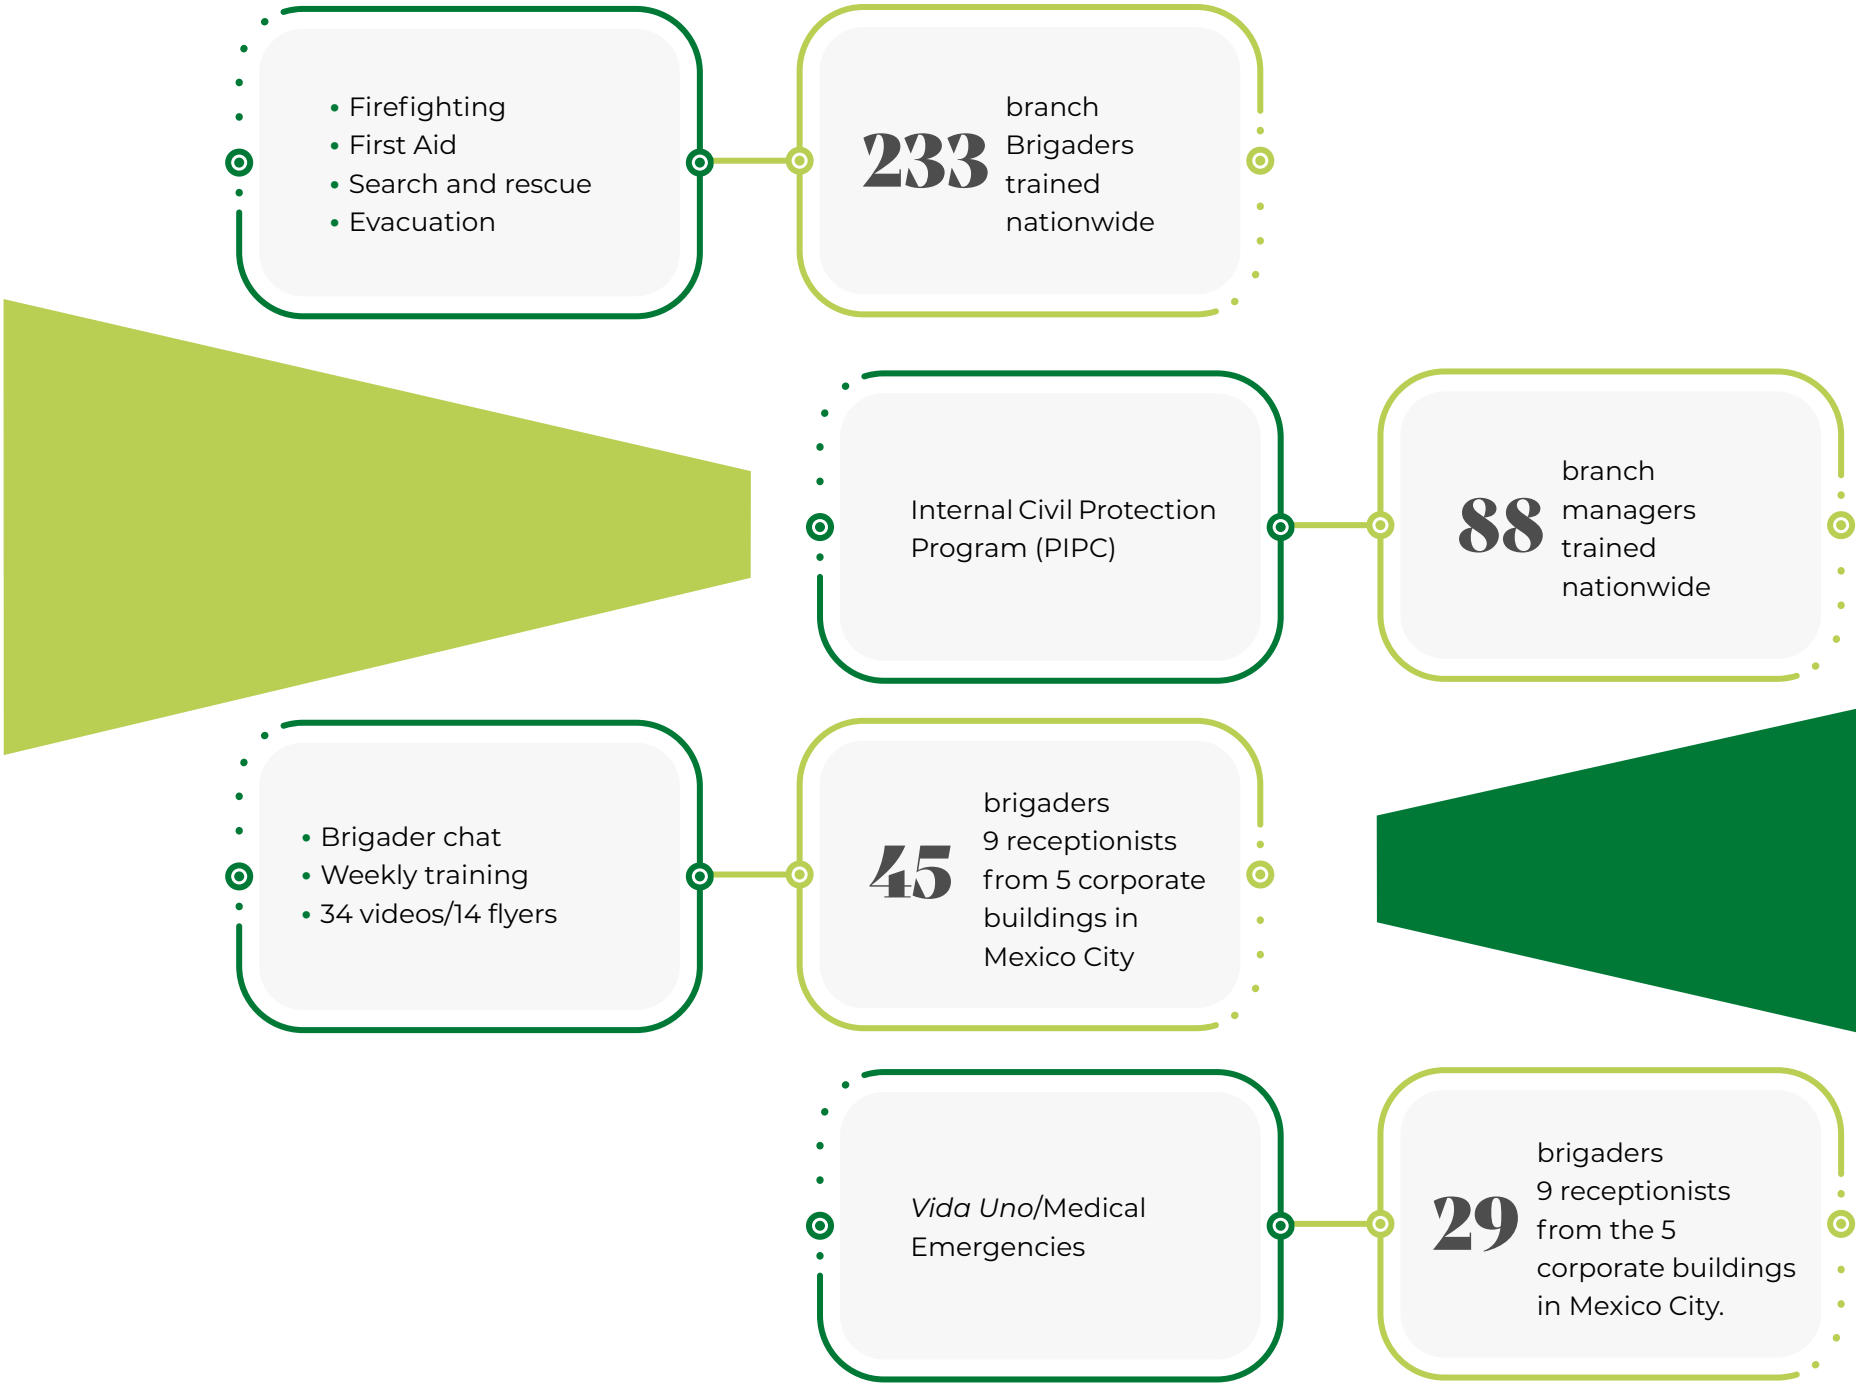 • Firefighting
• First Aid
• Search and rescue
• Evacuation
233
branch
Brigaders
trained
nationwide
Internal Civil Protection
Program (PIPC)
88
branch
managers
trained
nationwide
• Brigader chat
• Weekly training
• 34 videos/14 flyers
45
brigaders
9 receptionists
from 5 corporate
buildings in
Mexico City
Vida Uno/Medical
Emergencies
29
brigaders
9 receptionists
from the 5
corporate buildings
in Mexico City.